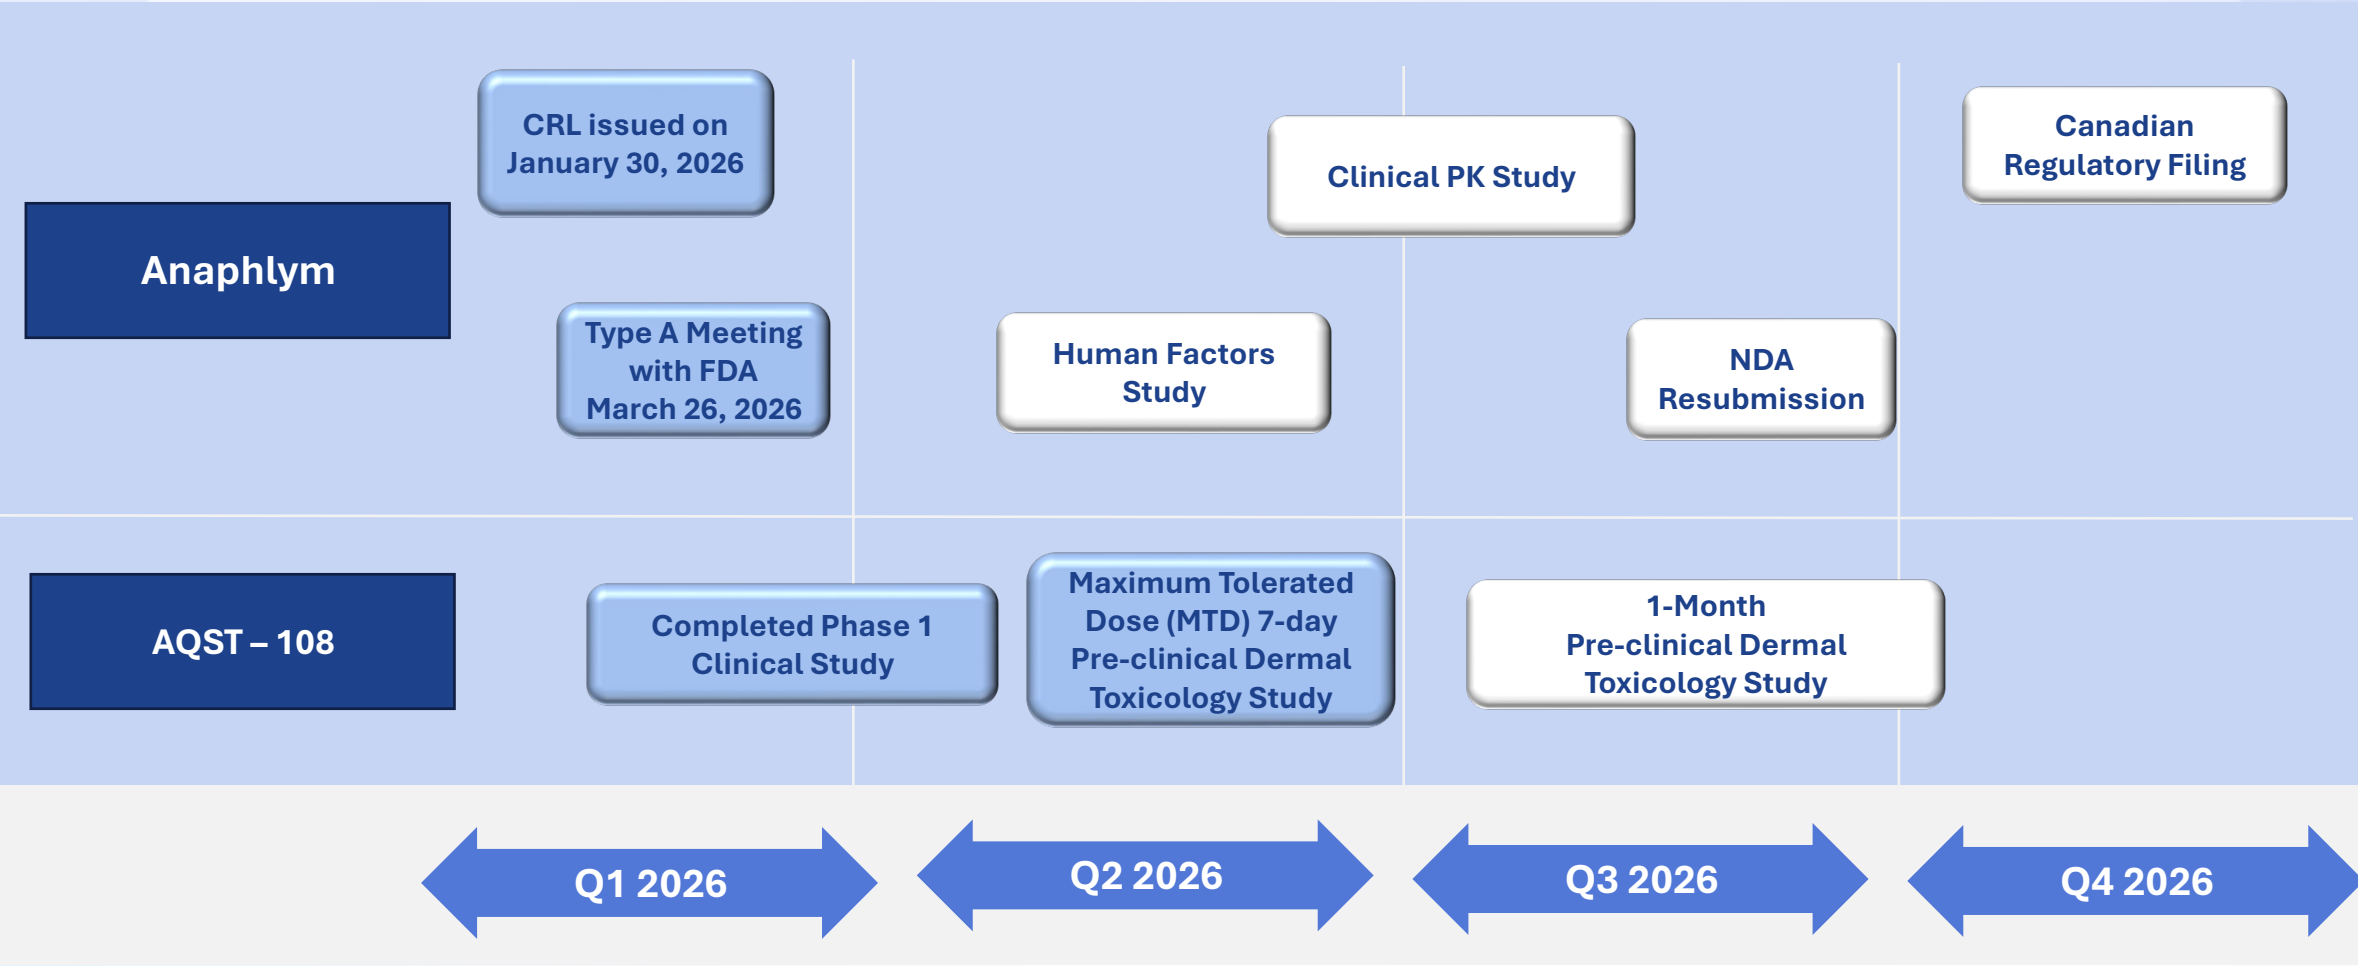 CRL issued on
January 30, 2026
Canadian
Regulatory Filing
Clinical PK Study
Anaphlym
Type A Meeting
with FDA
March 26, 2026
Human Factors
Study
NDA
Resubmission
AQST – 108
Completed Phase 1
Clinical Study
Maximum Tolerated
Dose (MTD) 7-day
Pre-clinical Dermal
Toxicology Study
1-Month
Pre-clinical Dermal
Toxicology Study
Q1 2026
Q2 2026
Q3 2026
Q4 2026